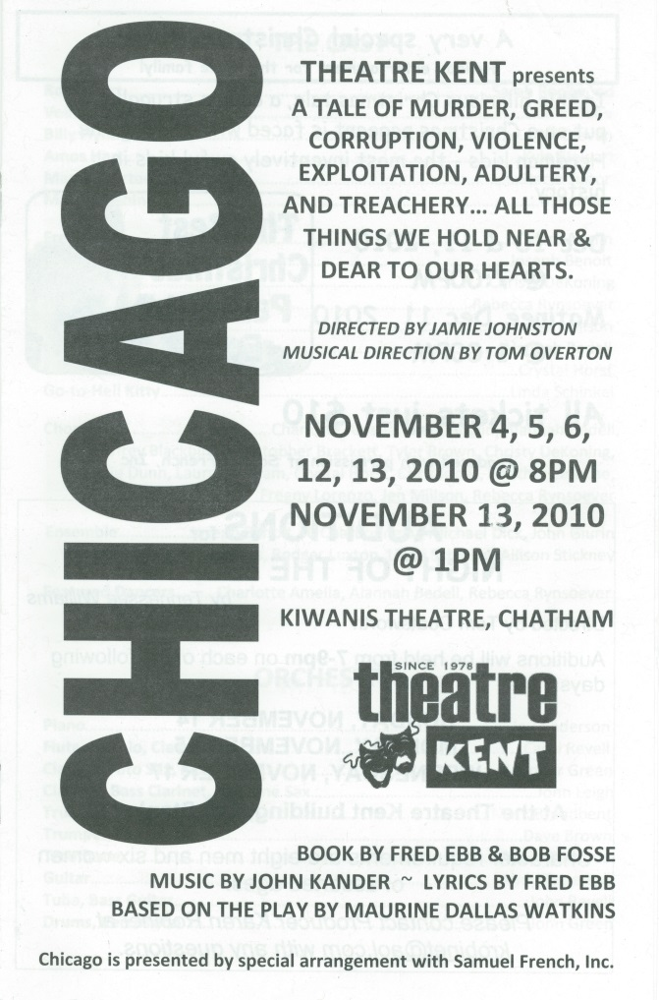 CHICAGO
THEATRE KENT presents
A TALE OF MURDER, GREED,
CORRUPTION, VIOLENCE,
EXPLOITATION, ADULTERY,
AND TREACHERY... ALL THOSE
THINGS WE HOLD NEAR &
DEAR TO OUR HEARTS.
DIRECTED BY JAMIE JOHNSTON
MUSICAL DIRECTION BY TOM OVERTON
NOVEMBER 4, 5, 6,
12, 13, 2010 @ 8PM
NOVEMBER 13, 2010
@ 1PM
KIWANIS THEATRE, CHATHAM
SINCE 1978
theatre
KENT
BOOK BY FRED EBB & BOB FOSSE
MUSIC BY JOHN KANDER ~ LYRICS BY FRED EBB
BASED ON THE PLAY BY MAURINE DALLAS WATKINS
Chicago is presented by special arrangement with Samuel French, Inc.